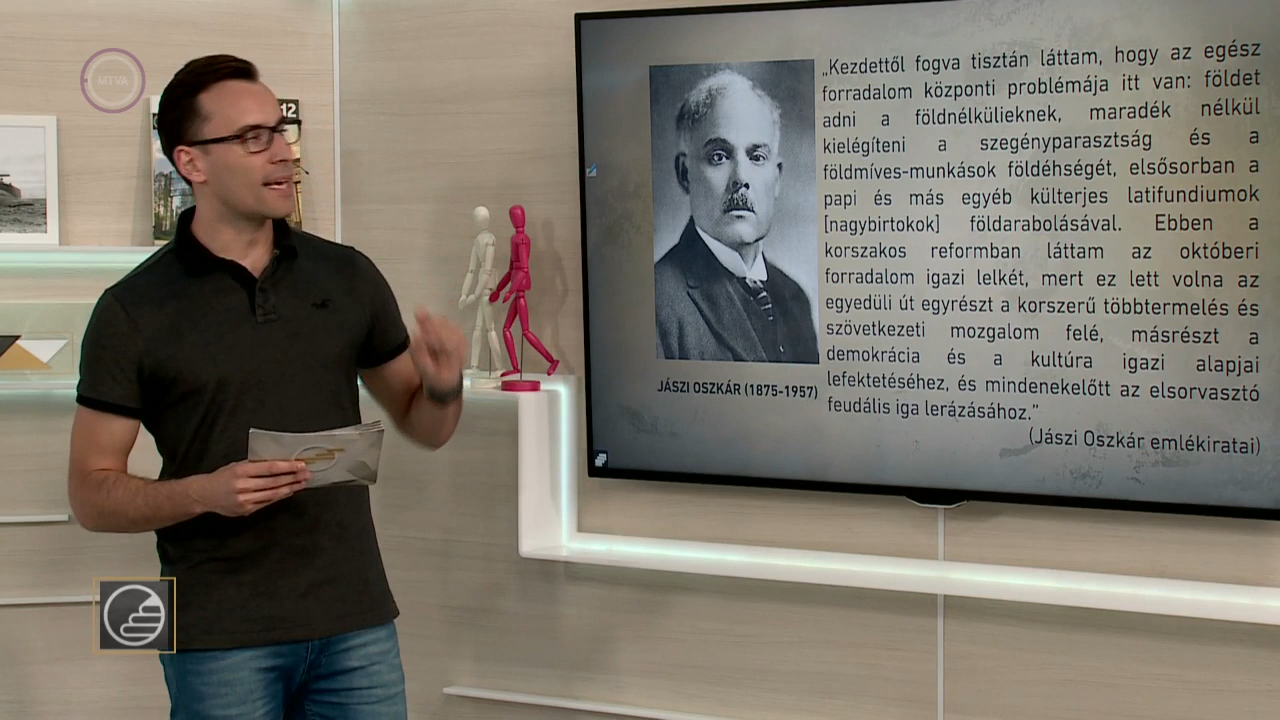 MTVA
12
„Kezdettől fogva tisztán láttam, hogy az egész
forradalom központi problémája itt van: földet
adni a földnélkülieknek, maradék nélkül
kielégíteni a szegényparasztság és a
földmíves-munkások földéhségét, elsősorban a
papi és más egyéb külterjes latifundiumok
[nagybirtokok] földarabolásával. Ebben a
korszakos reformban láttam az októberi
forradalom igazi lelkét, mert ez lett volna az
egyedüli út egyrészt a korszerű többtermelés és
szövetkezeti mozgalom felé, másrészt a
demokrácia és a kultúra igazi alapjai
lefektetéséhez, és mindenekelőtt az elsorvasztó
feudális iga lerázásához.”
(Jászi Oszkár emlékiratai)
JÁSZI OSZKÁR (1875-1957)